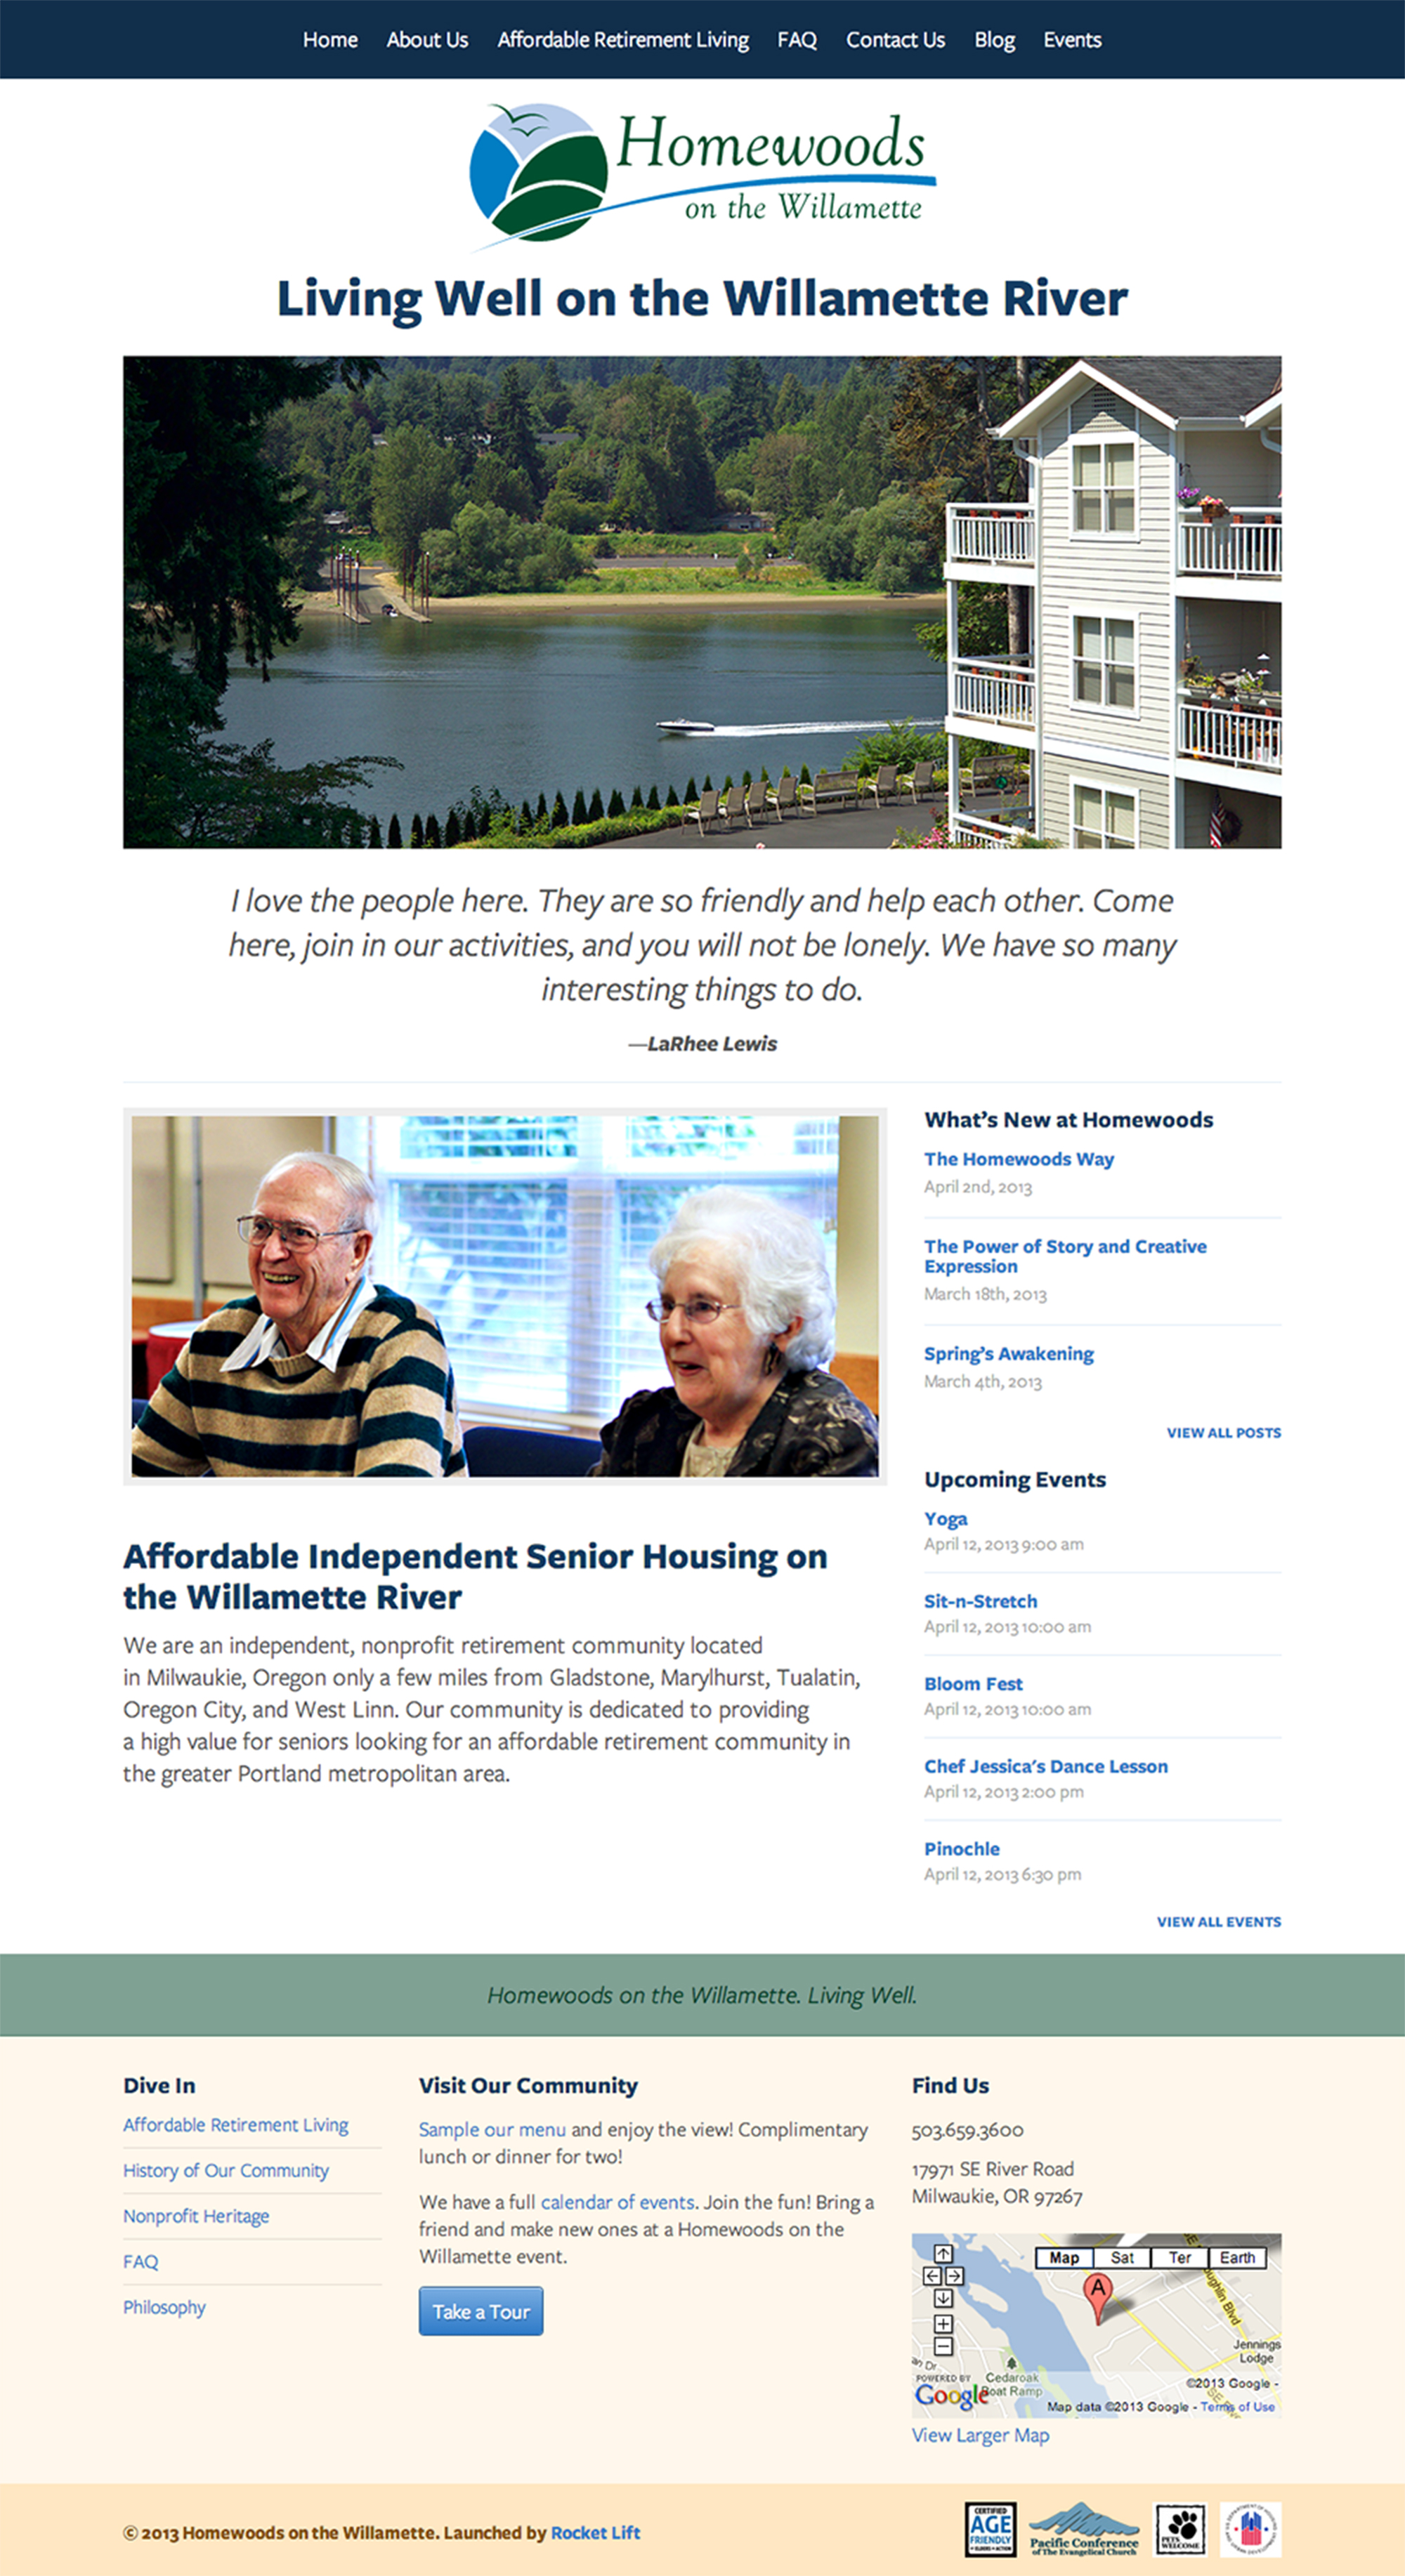 Home About Us Affordable Retirement Living FAQ Contact Us Blog Events
Homewoods
on the Willamette
Living Well on the Willamette River
I love the people here. They are so friendly and help each other. Come
here, join in our activities, and you will not be lonely. We have so many
interesting things to do.
—LaRhee Lewis
What's New at Homewoods
The Homewoods Way
April 2nd, 2013
The Power of Story and Creative
Expression
March 18th, 2013
Spring's Awakening
March 4th, 2013
VIEW ALL POSTS
Upcoming Events
Yoga
April 12, 2013 9:00 am
Sit-n-Stretch
April 12, 2013 10:00 am
Bloom Fest
April 12, 2013 10:00 am
Chef Jessica's Dance Lesson
April 12, 2013 2:00 pm
Pinochle
April 12, 2013 6:30 pm
VIEW ALL EVENTS
Affordable Independent Senior Housing on
the Willamette River
We are an independent, nonprofit retirement community located
in Milwaukie, Oregon only a few miles from Gladstone, Marylhurst, Tualatin,
Oregon City, and West Linn. Our community is dedicated to providing
a high value for seniors looking for an affordable retirement community in
the greater Portland metropolitan area.
Homewoods on the Willamette. Living Well.
Dive In
Affordable Retirement Living
History of Our Community
Nonprofit Heritage
FAQ
Philosophy
Visit Our Community
Sample our menu and enjoy the view! Complimentary
lunch or dinner for two!
We have a full calendar of events. Join the fun! Bring a
friend and make new ones at a Homewoods on the
Willamette event.
Take a Tour
Find Us
503.659.3600
17971 SE River Road
Milwaukie, OR 97267
Map Sat Ter Earth
A
oughlin Blvd
Jennings
Lodge
an Dr
Cedaroak
Boat Ramp
POWERED BY
Google
SE
©2013 Google -
Map data ©2013 Google - Terms of Use
View Larger Map
© 2013 Homewoods on the Willamette. Launched by Rocket Lift
CERTIFIED
AGE
FRIENDLY
Pacific Conference
of The Evangelical Church
PETS
WELCOME